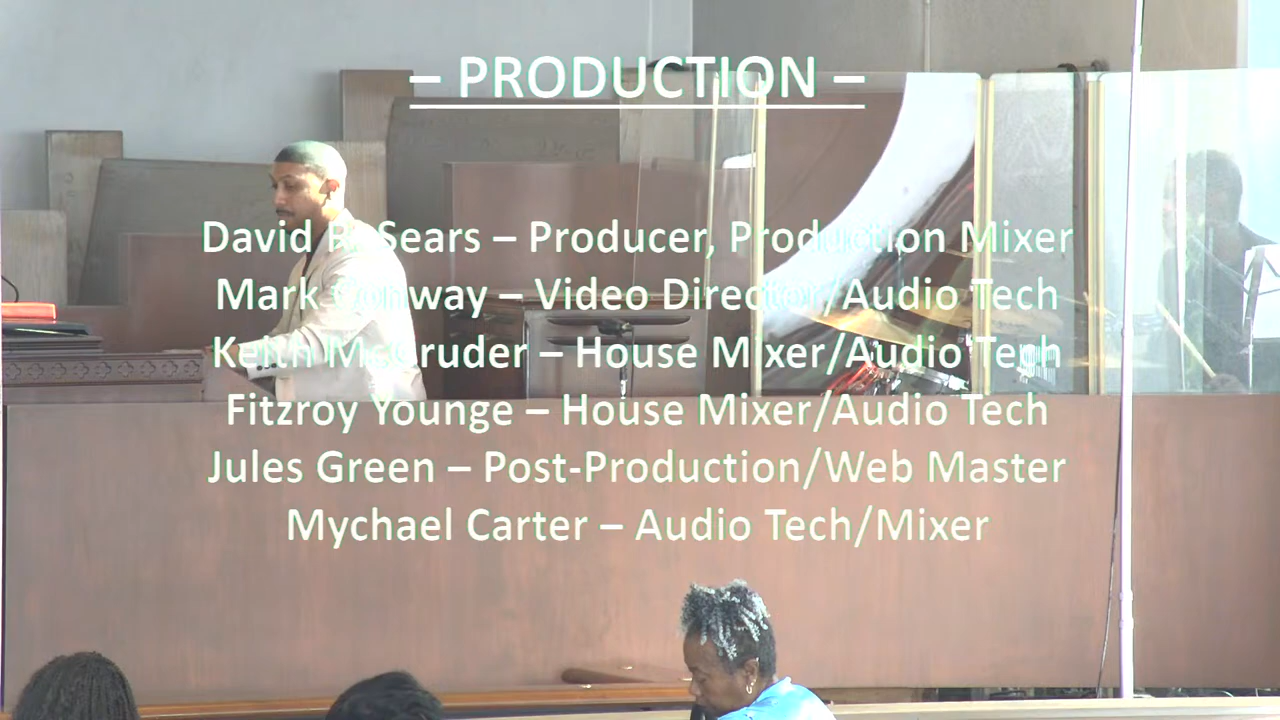 – PRODUCTION –
David R. Sears – Producer, Production Mixer
Mark Conway – Video Director/Audio Tech
Keith McGruder – House Mixer/Audio Tech
Fitzroy Younge – House Mixer/Audio Tech
Jules Green – Post-Production/Web Master
Mychael Carter – Audio Tech/Mixer